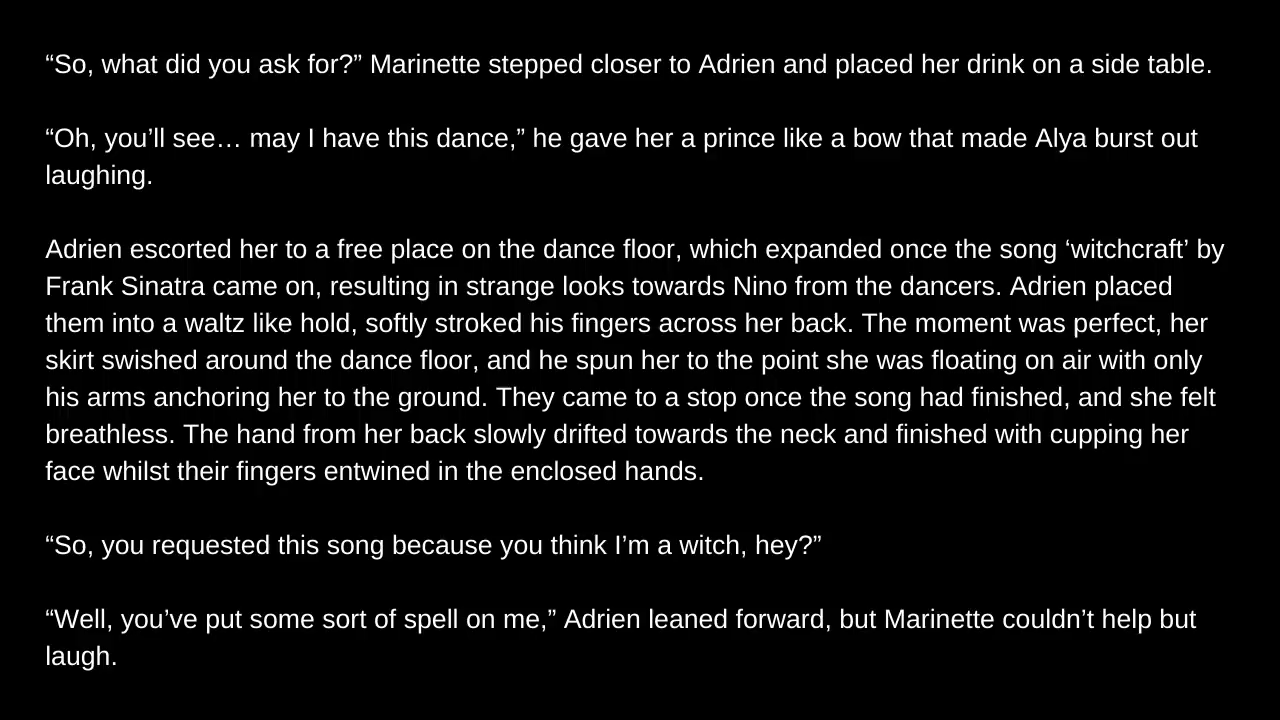 “So, what did you ask for?” Marinette stepped closer to Adrien and placed her drink on a side table.
“Oh, you’ll see… may I have this dance,” he gave her a prince like a bow that made Alya burst out
laughing.
Adrien escorted her to a free place on the dance floor, which expanded once the song ‘witchcraft’ by
Frank Sinatra came on, resulting in strange looks towards Nino from the dancers. Adrien placed
them into a waltz like hold, softly stroked his fingers across her back. The moment was perfect, her
skirt swished around the dance floor, and he spun her to the point she was floating on air with only
his arms anchoring her to the ground. They came to a stop once the song had finished, and she felt
breathless. The hand from her back slowly drifted towards the neck and finished with cupping her
face whilst their fingers entwined in the enclosed hands.
“So, you requested this song because you think I’m a witch, hey?”
“Well, you’ve put some sort of spell on me,” Adrien leaned forward, but Marinette couldn’t help but
laugh.